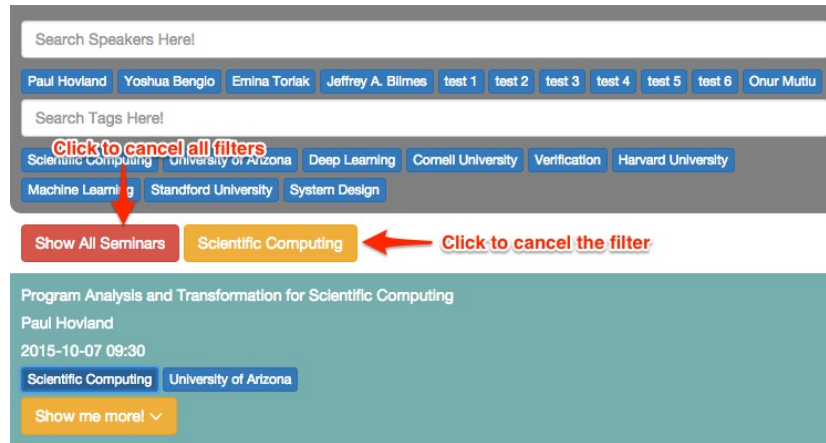 Search Speakers Here!
Paul Hovland Yoshua Bengio Emina Torlak Jeffrey A. Bilmes test 1 test 2 test 3 test 4 test 5 test 6 Onur Mutlu
Search Tags Here!
Click to cancel all filters
Scientific Computing University of Arizona Deep Learning Cornell University Verification Harvard University
Machine Learning Standford University System Design
Show All Seminars Scientific Computing Click to cancel the filter
Program Analysis and Transformation for Scientific Computing
Paul Hovland
2015-10-07 09:30
Scientific Computing University of Arizona
Show me more!